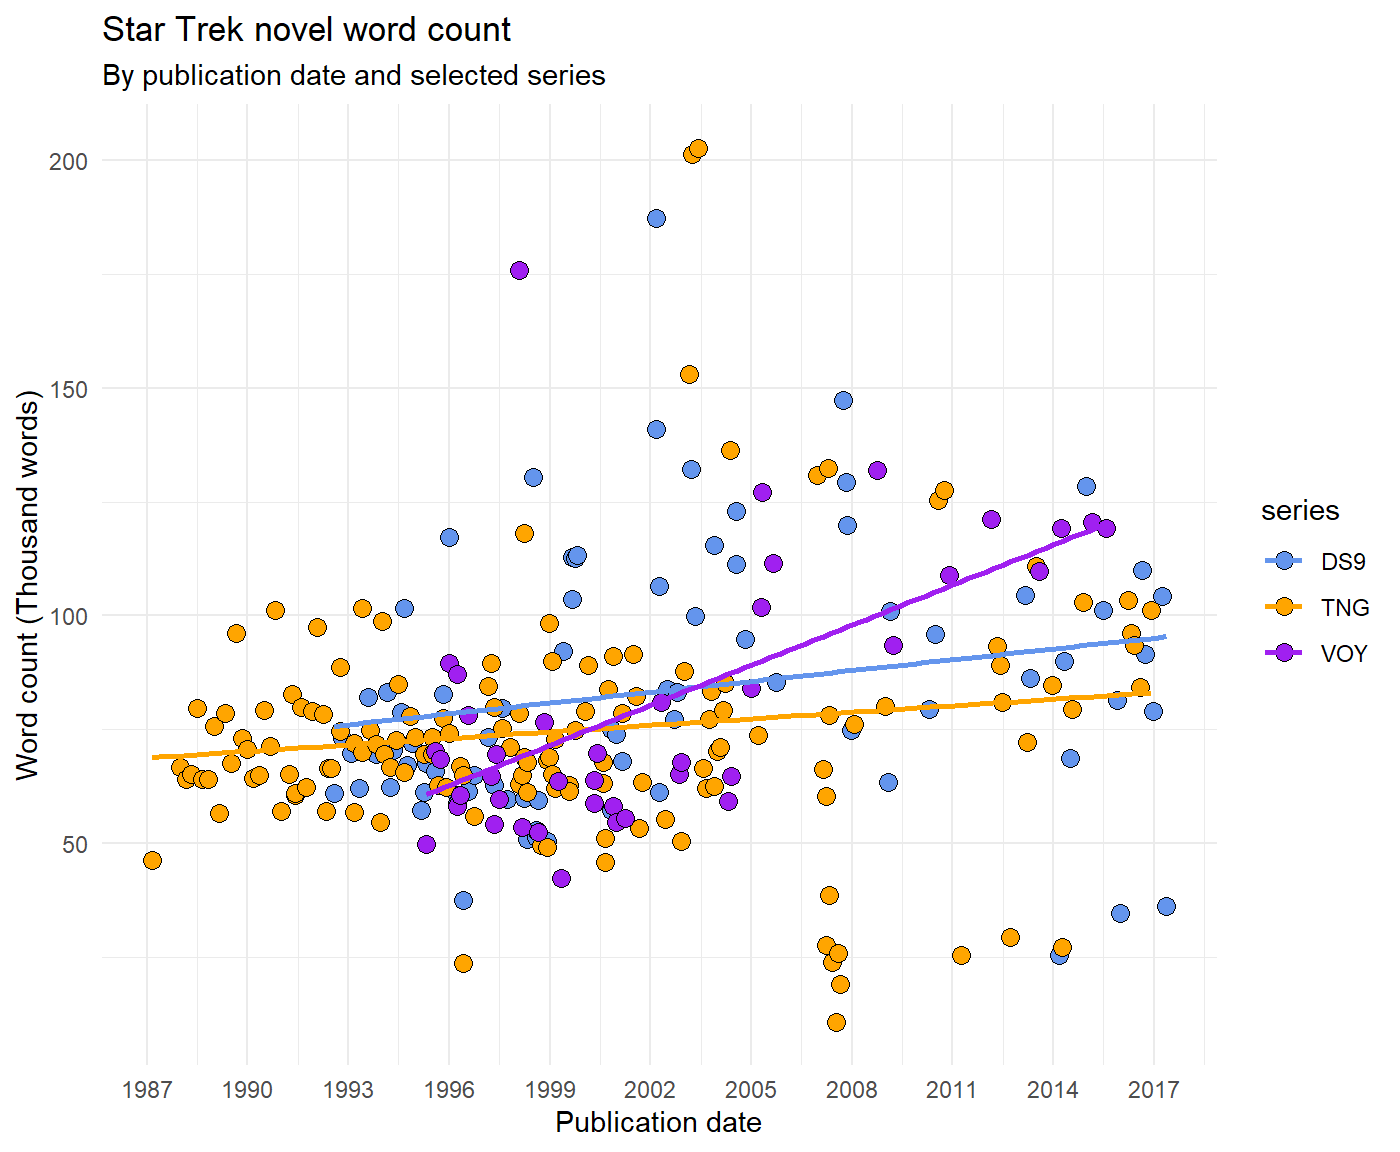 Star Trek novel word count
By publication date and selected series
Word count (Thousand words)
200
150
100
50
1987 1990 1993 1996 1999 2002 2005 2008 2011 2014 2017
Publication date
series
DS9
TNG
VOY